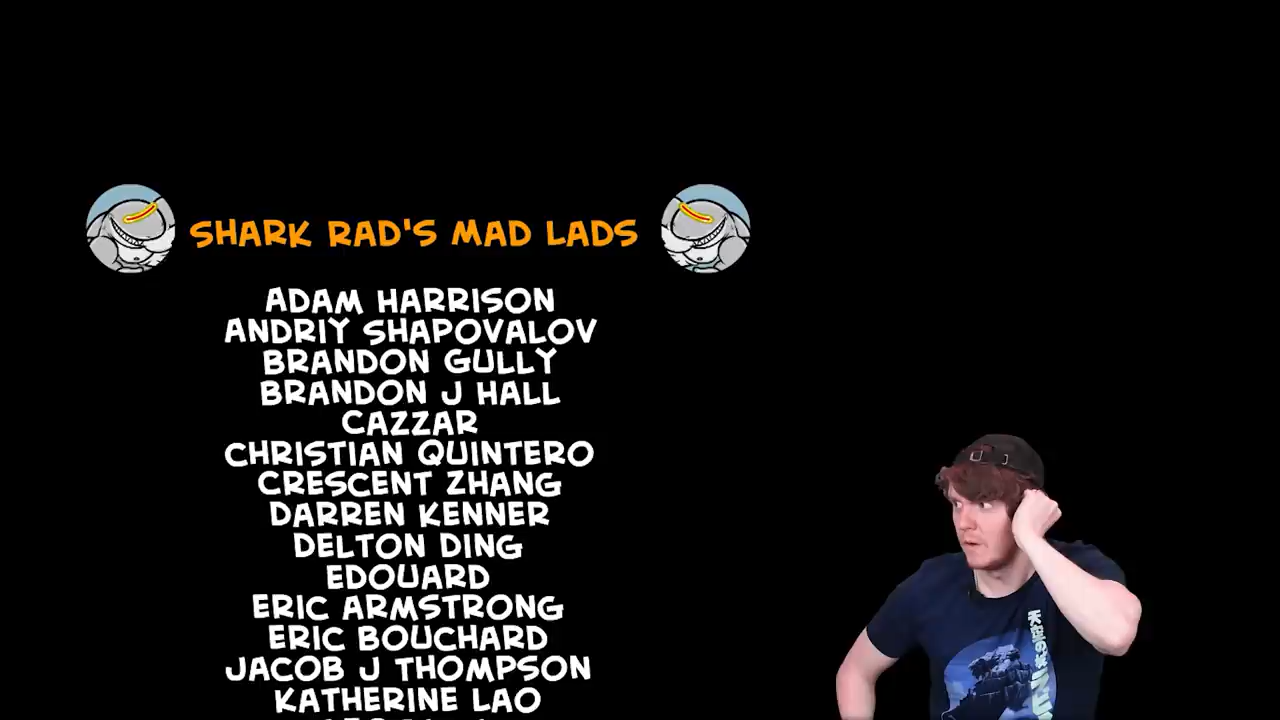 SHARK RAD'S MAD LADS
ADAM HARRISON
ANDRIY SHAPOVALOV
BRANDON GULLY
BRANDON J HALL
CAZZAR
CHRISTIAN QUINTERO
CRESCENT ZHANG
DARREN KENNER
DELTON DING
EDOUARD
ERIC ARMSTRONG
ERIC BOUCHARD
JACOB J THOMPSON
KATHERINE LAO